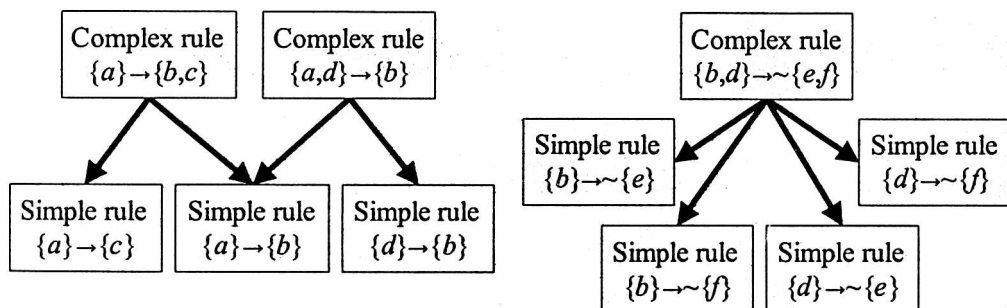 Complex rule
{a}→{b,c}
Complex rule
{a,d}→{b}
Simple rule
{a}→{c}
Simple rule
{a}→{b}
Simple rule
{d}→{b}
Complex rule
{b,d}→~{e,f}
Simple rule
{b}→~{e}
Simple rule
{d}→~{f}
Simple rule
{b}→~{f}
Simple rule
{d}→~{e}